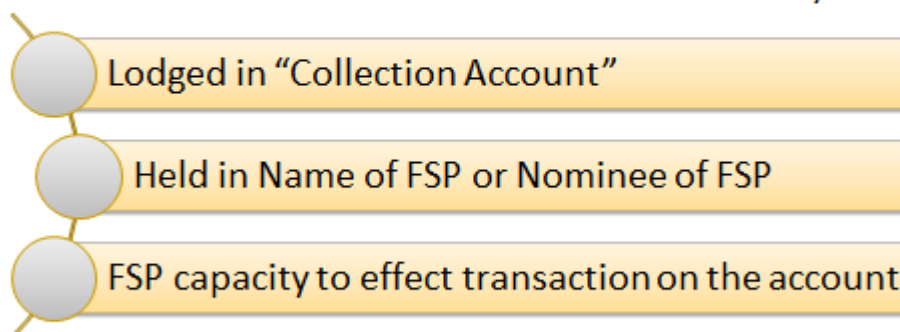 Lodged in “Collection Account”
Held in Name of FSP or Nominee of FSP
FSP capacity to effect transaction on the account